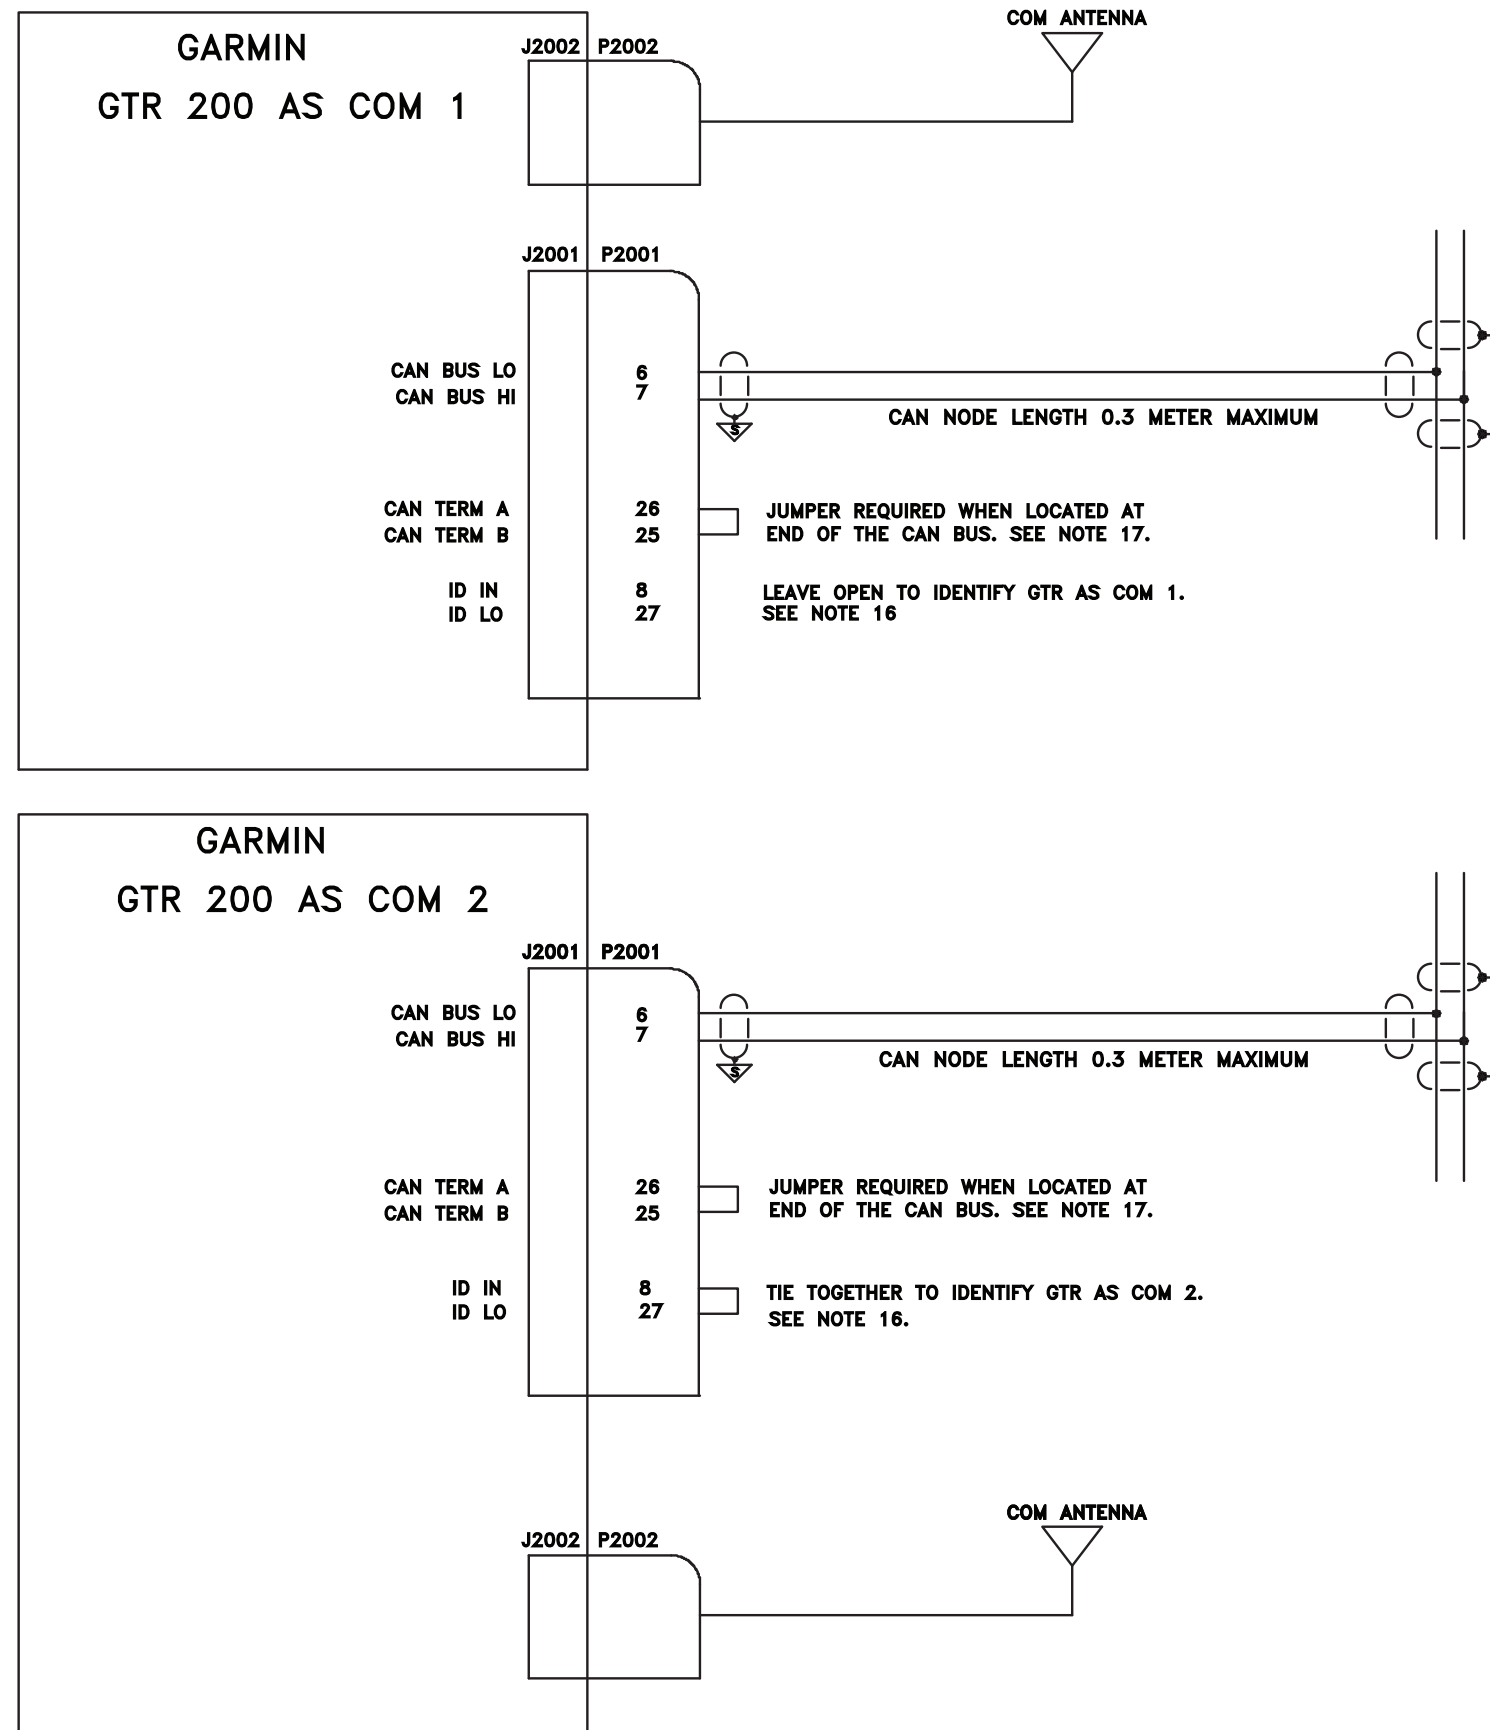 COM ANTENNA
GARMIN
GTR 200 AS COM 1
J2002 P2002
J2001 P2001
CAN BUS LO 6
CAN BUS HI 7
CAN NODE LENGTH 0.3 METER MAXIMUM
S
CAN TERM A 26 JUMPER REQUIRED WHEN LOCATED AT
CAN TERM B 25 END OF THE CAN BUS. SEE NOTE 17.
ID IN 8 LEAVE OPEN TO IDENTIFY GTR AS COM 1.
ID LO 27 SEE NOTE 16
GARMIN
GTR 200 AS COM 2
J2001 P2001
CAN BUS LO 6
CAN BUS HI 7
CAN NODE LENGTH 0.3 METER MAXIMUM
S
CAN TERM A 26 JUMPER REQUIRED WHEN LOCATED AT
CAN TERM B 25 END OF THE CAN BUS. SEE NOTE 17.
ID IN 8 TIE TOGETHER TO IDENTIFY GTR AS COM 2.
ID LO 27 SEE NOTE 16.
COM ANTENNA
J2002 P2002